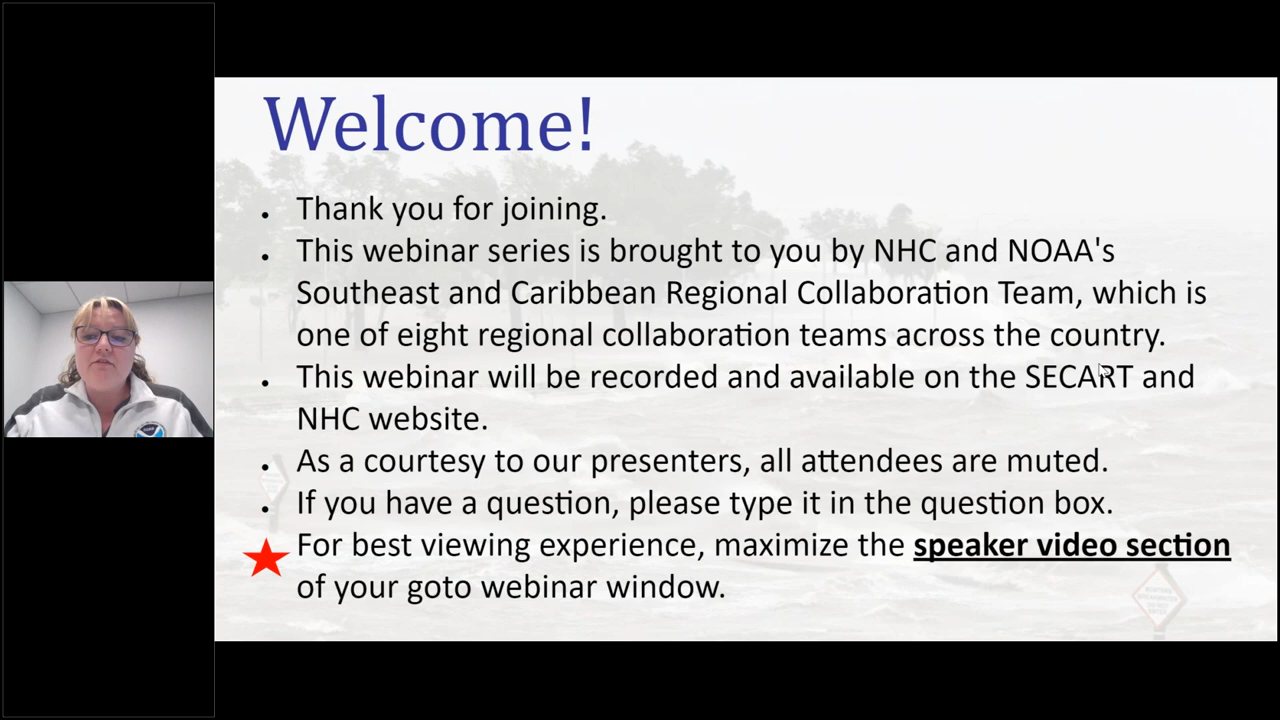 Welcome!
Thank you for joining.
This webinar series is brought to you by NHC and NOAA's
Southeast and Caribbean Regional Collaboration Team, which is
one of eight regional collaboration teams across the country.
This webinar will be recorded and available on the SECART and
NHC website.
As a courtesy to our presenters, all attendees are muted.
If you have a question, please type it in the question box.
For best viewing experience, maximize the speaker video section
of your goto webinar window.